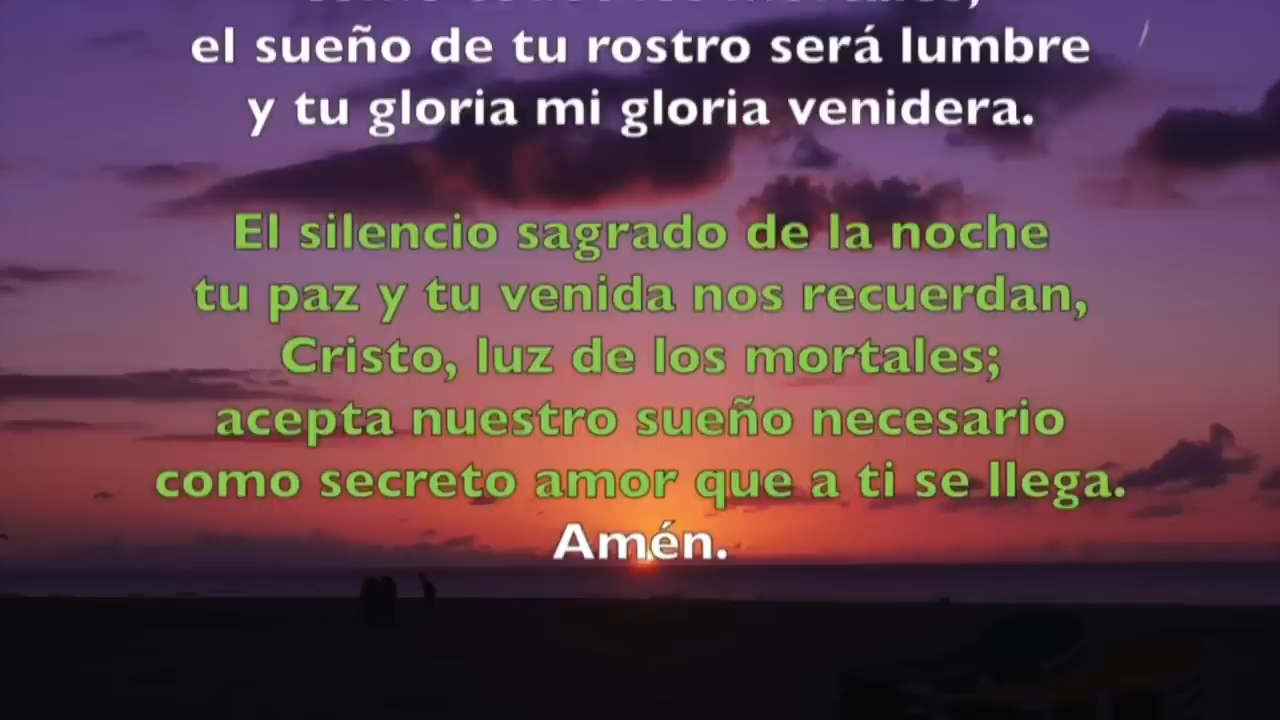 el sueño de tu rostro será lumbre
y tu gloria mi gloria venidera.
El silencio sagrado de la noche
tu paz y tu venida nos recuerdan,
Cristo, luz de los mortales;
acepta nuestro sueño necesario
como secreto amor que a ti se llega.
Amén.